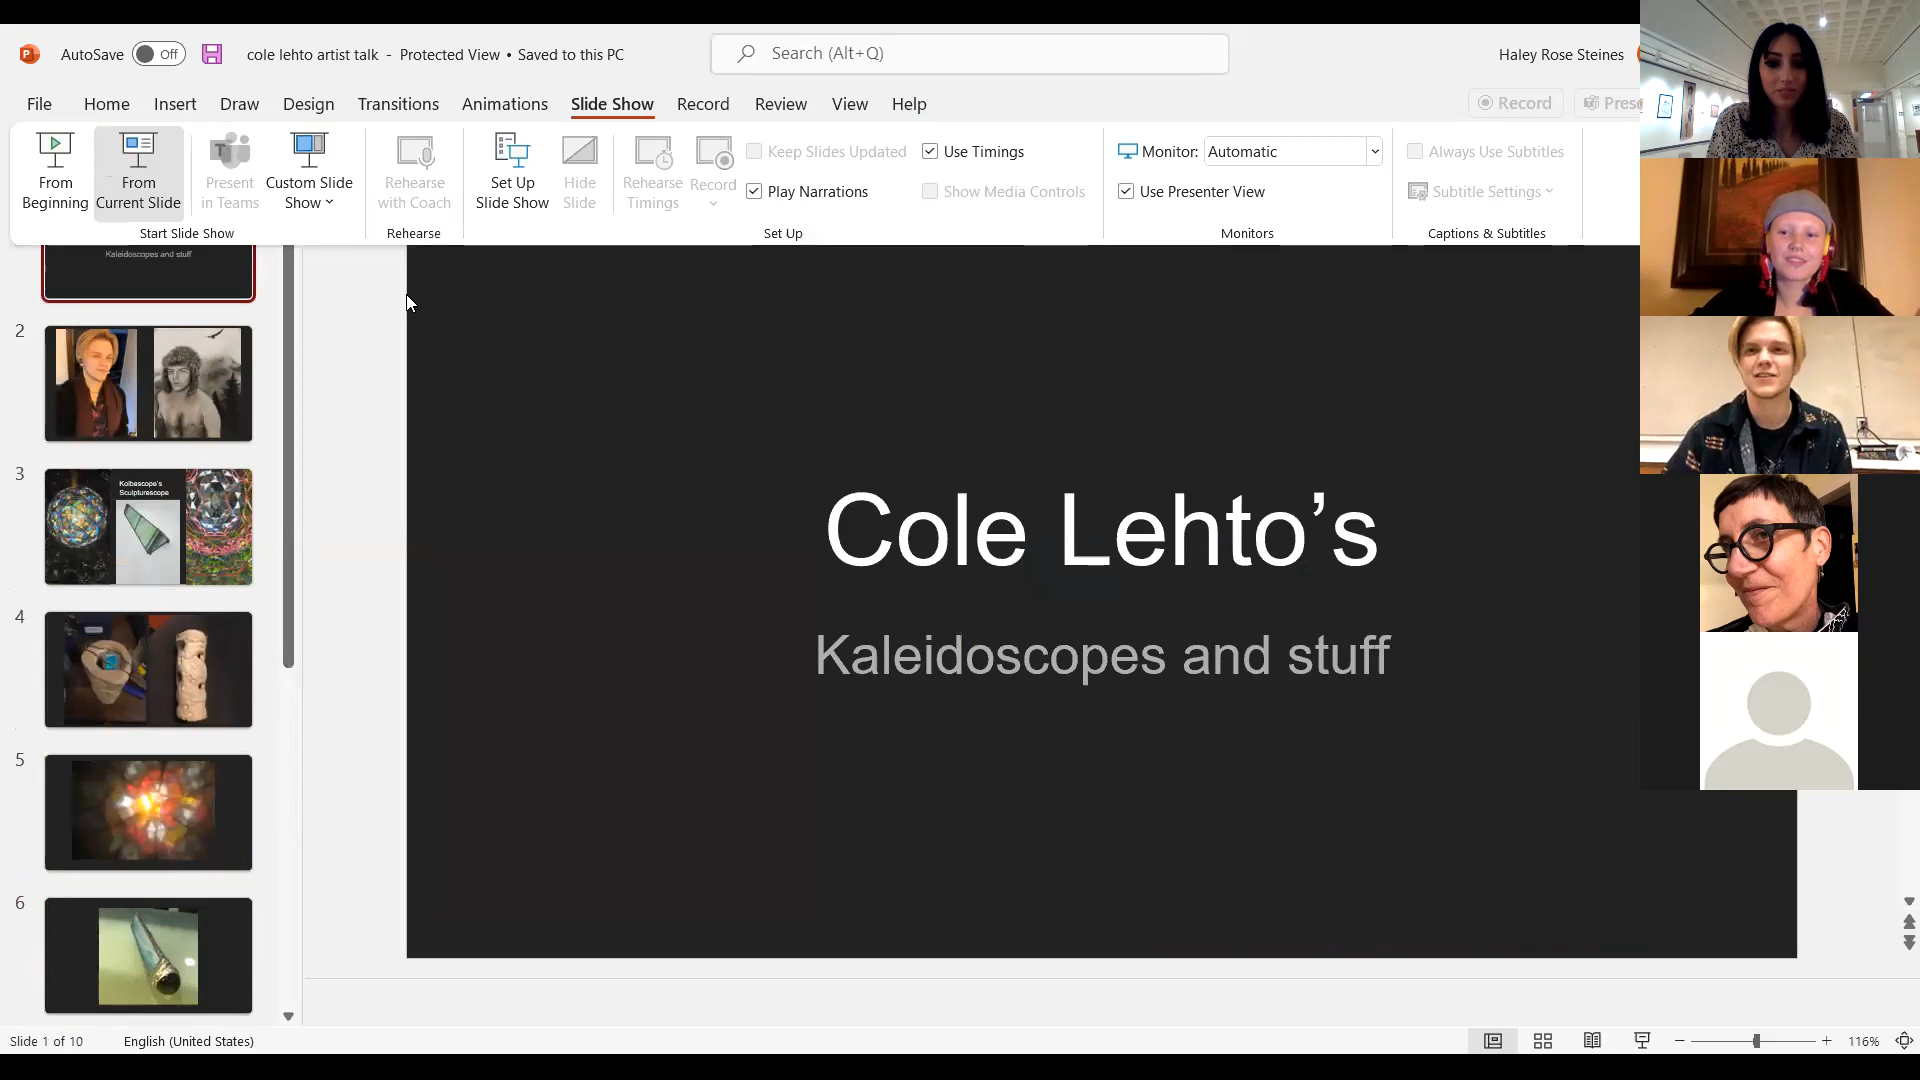 AutoSave Off cole lehto artist talk - Protected View • Saved to this PC Search (Alt+Q) Haley Rose Steines
File Home Insert Draw Design Transitions Animations Slide Show Record Review View Help Record Prese
From Beginning
From Current Slide
Present in Teams
Custom Slide Show
Start Slide Show
Rehearse with Coach
Rehearse
Set Up Slide Show
Hide Slide
Rehearse Timings
Record
Keep Slides Updated
Play Narrations
Use Timings
Show Media Controls
Set Up
Monitor: Automatic
Use Presenter View
Monitors
Always Use Subtitles
Subtitle Settings
Captions & Subtitles
Kaleidoscopes and stuff
2
3
Kolbascope's
Sculpturescope
4
5
6
Cole Lehto’s
Kaleidoscopes and stuff
Slide 1 of 10 English (United States) 116%